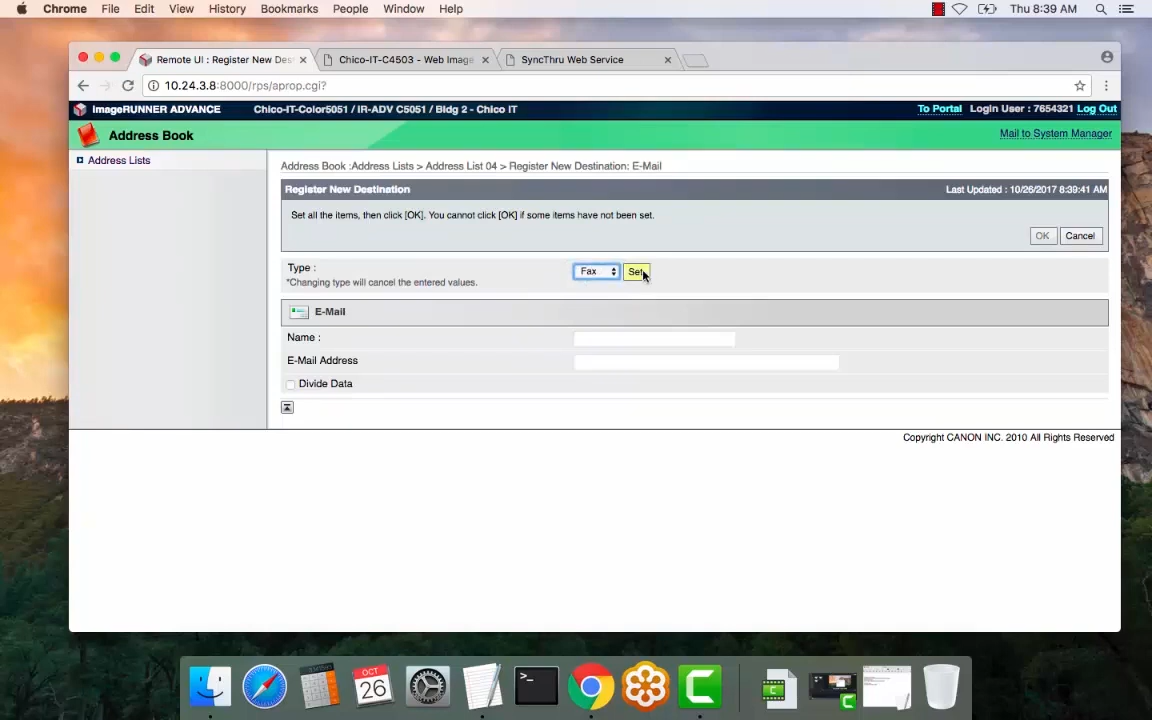 Chrome File Edit View History Bookmarks People Window Help Thu 8:39 AM
Remote UI : Register New Des
Chico-IT-C4503 - Web Image
SyncThru Web Service
10.24.3.8:8000/rps/aprop.cgi?
imageRUNNER ADVANCE Chico-IT-Color5051 / IR-ADV C5051 / Bldg 2 - Chico IT To Portal Login User : 7654321 Log Out
Address Book Mail to System Manager
Address Lists
Address Book :Address Lists > Address List 04 > Register New Destination: E-Mail
Register New Destination Last Updated : 10/26/2017 8:39:41 AM
Set all the items, then click [OK]. You cannot click [OK] if some items have not been set.
OK Cancel
Type : Fax Set
*Changing type will cancel the entered values.
E-Mail
Name :
E-Mail Address
Divide Data
Copyright CANON INC. 2010 All Rights Reserved
OCT
26
>_